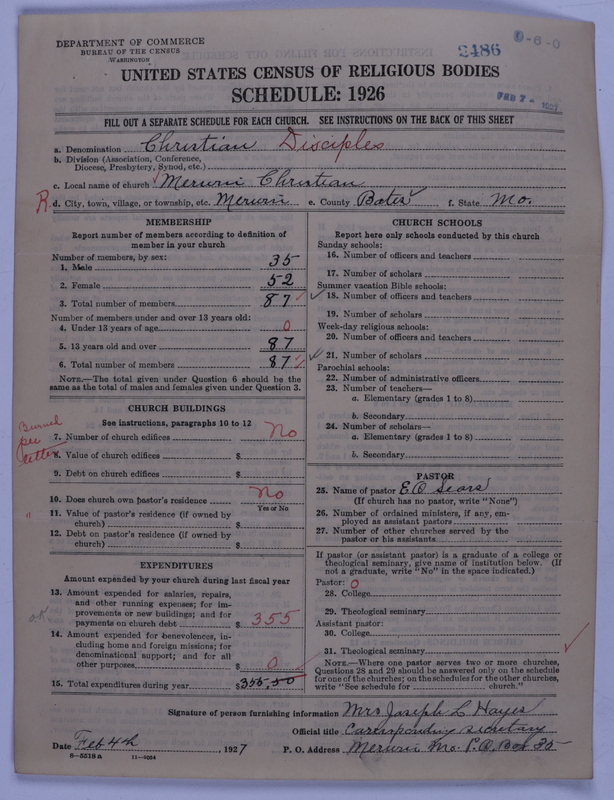 DEPARTMENT OF COMMERCE
BUREAU OF THE CENSUS
WASHINGTON
2486
9-6-0
UNITED STATES CENSUS OF RELIGIOUS BODIES
SCHEDULE: 1926
FEB 7 - 1927
FILL OUT A SEPARATE SCHEDULE FOR EACH CHURCH. SEE INSTRUCTIONS ON THE BACK OF THIS SHEET
a. Denomination Christian Disciples
b. Division (Association, Conference,
Diocese, Presbytery, Synod, etc.)
c. Local name of church Merwin Christian
R d. City, town, village, or township, etc. Merwin e. County Bates f. State Mo.
MEMBERSHIP
Report number of members according to definition of
member in your church
Number of members, by sex:
1. Male 35
2. Female 52
3. Total number of members 87
Number of members under and over 13 years old:
4. Under 13 years of age 0
5. 13 years old and over 87
6. Total number of members 87
NOTE.—The total given under Question 6 should be the
same as the total of males and females given under Question 3.
CHURCH BUILDINGS
See instructions, paragraphs 10 to 12
Burned
see
letter
7. Number of church edifices No
8. Value of church edifices $
9. Debt on church edifices $
10. Does church own pastor's residence No
Yes or No
11. Value of pastor's residence (if owned by
church) $
12. Debt on pastor's residence (if owned by
church) $
EXPENDITURES
Amount expended by your church during last fiscal year
13. Amount expended for salaries, repairs,
and other running expenses; for im-
provements or new buildings; and for
payments on church debt $ 355
ok
14. Amount expended for benevolences, in-
cluding home and foreign missions; for
denominational support; and for all
other purposes $ 0
15. Total expenditures during year $ 355.50
CHURCH SCHOOLS
Report here only schools conducted by this church
Sunday schools:
16. Number of officers and teachers
17. Number of scholars
Summer vacation Bible schools:
18. Number of officers and teachers
19. Number of scholars
Week-day religious schools:
20. Number of officers and teachers
21. Number of scholars
Parochial schools:
22. Number of administrative officers
23. Number of teachers—
a. Elementary (grades 1 to 8)
b. Secondary
24. Number of scholars—
a. Elementary (grades 1 to 8)
b. Secondary
PASTOR
25. Name of pastor E O Sears
(If church has no pastor, write "None")
26. Number of ordained ministers, if any, em-
ployed as assistant pastors
27. Number of other churches served by the
pastor or his assistants
If pastor (or assistant pastor) is a graduate of a college or
theological seminary, give name of institution below. (If
not a graduate, write "No" in the space indicated.)
Pastor: 0
28. College
29. Theological seminary
Assistant pastor:
30. College
31. Theological seminary
NOTE.—Where one pastor serves two or more churches,
Questions 28 and 29 should be answered only on the schedule
for one of the churches; on the schedules for the other churches,
write "See schedule for church."
Signature of person furnishing information Mrs Joseph L Hayes
Official title Corresponding secretary
Date Feb 4th, 1927 P. O. Address Merwin Mo. P.O. Box 35
8—5518a 11—9064